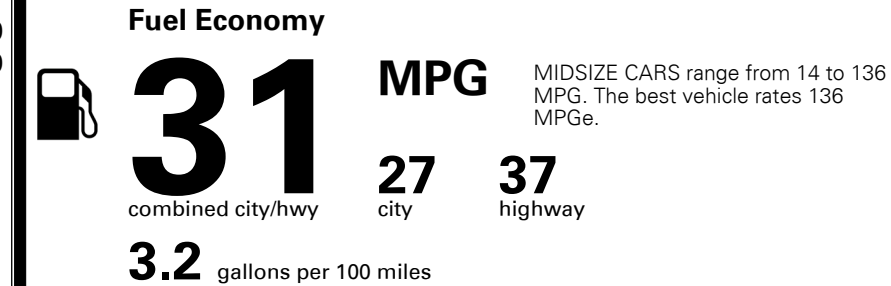 Fuel Economy
31 MPG
MIDSIZE CARS range from 14 to 136
MPG. The best vehicle rates 136
MPGe.
27 37
combined city/hwy city highway
3.2 gallons per 100 miles